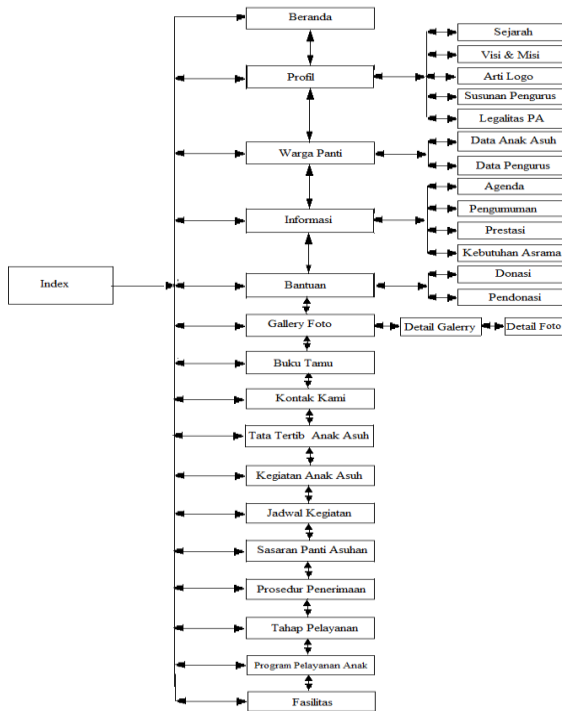 Beranda
Sejarah
Visi & Misi
Profil
Arti Logo
Susunan Pengurus
Legalitas PA
Data Anak Asuh
Warga Panti
Data Pengurus
Agenda
Pengumuman
Informasi
Prestasi
Kebutuhan Asrama
Index
Donasi
Bantuan
Pendonasi
Gallery Foto
Detail Galerry
Detail Foto
Buku Tamu
Kontak Kami
Tata Tertib Anak Asuh
Kegiatan Anak Asuh
Jadwal Kegiatan
Sasaran Panti Asuhan
Prosedur Penerimaan
Tahap Pelayanan
Program Pelayanan Anak
Fasilitas